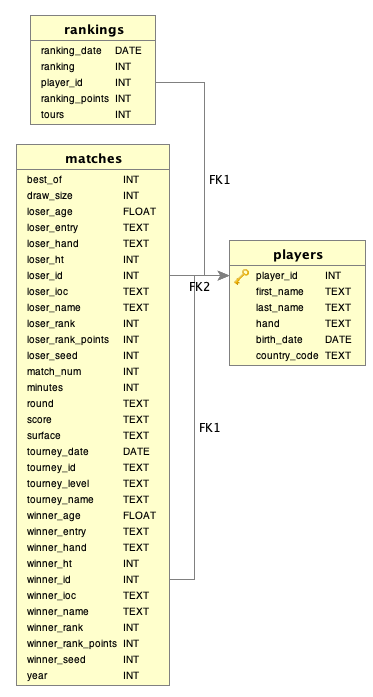 rankings
ranking_date DATE
ranking INT
player_id INT
ranking_points INT
tours INT
matches
best_of INT
draw_size INT
loser_age FLOAT
loser_entry TEXT
loser_hand TEXT
loser_ht INT
loser_id INT
loser_ioc TEXT
loser_name TEXT
loser_rank INT
loser_rank_points INT
loser_seed INT
match_num INT
minutes INT
round TEXT
score TEXT
surface TEXT
tourney_date DATE
tourney_id TEXT
tourney_level TEXT
tourney_name TEXT
winner_age FLOAT
winner_entry TEXT
winner_hand TEXT
winner_ht INT
winner_id INT
winner_ioc TEXT
winner_name TEXT
winner_rank INT
winner_rank_points INT
winner_seed INT
year INT
FK1
FK2
FK1
players
player_id INT
first_name TEXT
last_name TEXT
hand TEXT
birth_date DATE
country_code TEXT